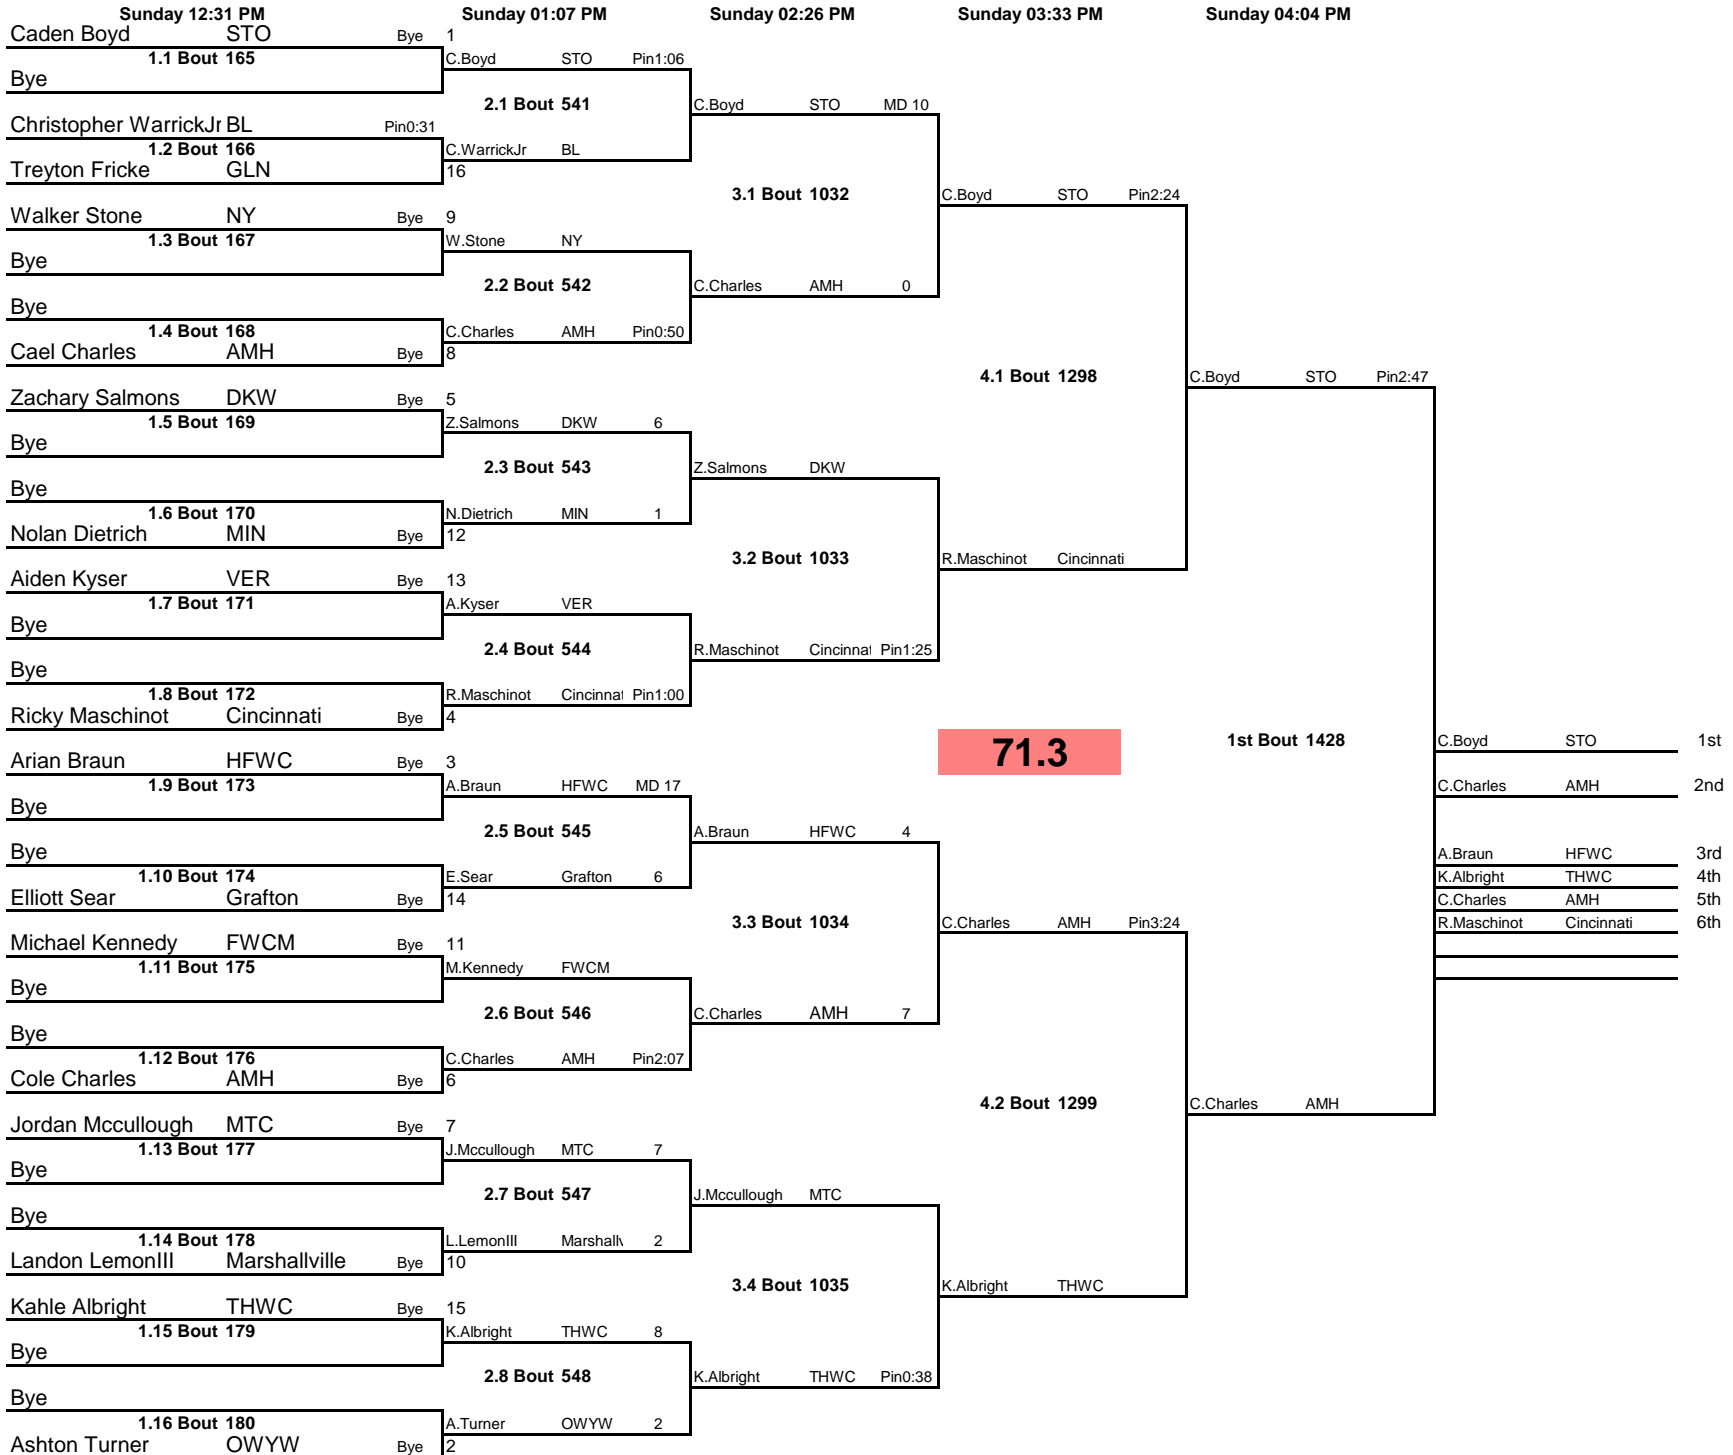 Sunday 12:31 PM Sunday 01:07 PM Sunday 02:26 PM Sunday 03:33 PM Sunday 04:04 PM
Caden Boyd STO Bye 1
1.1 Bout 165 C.Boyd STO Pin1:06
Bye
2.1 Bout 541 C.Boyd STO MD 10
Christopher WarrickJr BL Pin0:31
1.2 Bout 166 C.WarrickJr BL
Treyton Fricke GLN 16
3.1 Bout 1032 C.Boyd STO Pin2:24
Walker Stone NY Bye 9
1.3 Bout 167 W.Stone NY
Bye
2.2 Bout 542 C.Charles AMH 0
Bye
1.4 Bout 168 C.Charles AMH Pin0:50
Cael Charles AMH Bye 8
4.1 Bout 1298 C.Boyd STO Pin2:47
Zachary Salmons DKW Bye 5
1.5 Bout 169 Z.Salmons DKW 6
Bye
2.3 Bout 543 Z.Salmons DKW
Bye
1.6 Bout 170 N.Dietrich MIN 1
Nolan Dietrich MIN Bye 12
3.2 Bout 1033 R.Maschinot Cincinnati
Aiden Kyser VER Bye 13
1.7 Bout 171 A.Kyser VER
Bye
2.4 Bout 544 R.Maschinot Cincinnat Pin1:25
Bye
1.8 Bout 172 R.Maschinot Cincinnat Pin1:00
Ricky Maschinot Cincinnati Bye 4
71.3 1st Bout 1428 C.Boyd STO 1st
Arian Braun HFWC Bye 3
1.9 Bout 173 A.Braun HFWC MD 17 C.Charles AMH 2nd
Bye
2.5 Bout 545 A.Braun HFWC 4
Bye A.Braun HFWC 3rd
1.10 Bout 174 E.Sear Grafton 6 K.Albright THWC 4th
Elliott Sear Grafton Bye 14 C.Charles AMH 5th
3.3 Bout 1034 C.Charles AMH Pin3:24 R.Maschinot Cincinnati 6th
Michael Kennedy FWCM Bye 11
1.11 Bout 175 M.Kennedy FWCM
Bye
2.6 Bout 546 C.Charles AMH 7
Bye
1.12 Bout 176 C.Charles AMH Pin2:07
Cole Charles AMH Bye 6
4.2 Bout 1299 C.Charles AMH
Jordan Mccullough MTC Bye 7
1.13 Bout 177 J.Mccullough MTC 7
Bye
2.7 Bout 547 J.Mccullough MTC
Bye
1.14 Bout 178 L.LemonIII Marshallv 2
Landon LemonIII Marshallville Bye 10
3.4 Bout 1035 K.Albright THWC
Kahle Albright THWC Bye 15
1.15 Bout 179 K.Albright THWC 8
Bye
2.8 Bout 548 K.Albright THWC Pin0:38
Bye
1.16 Bout 180 A.Turner OWYW 2
Ashton Turner OWYW Bye 2